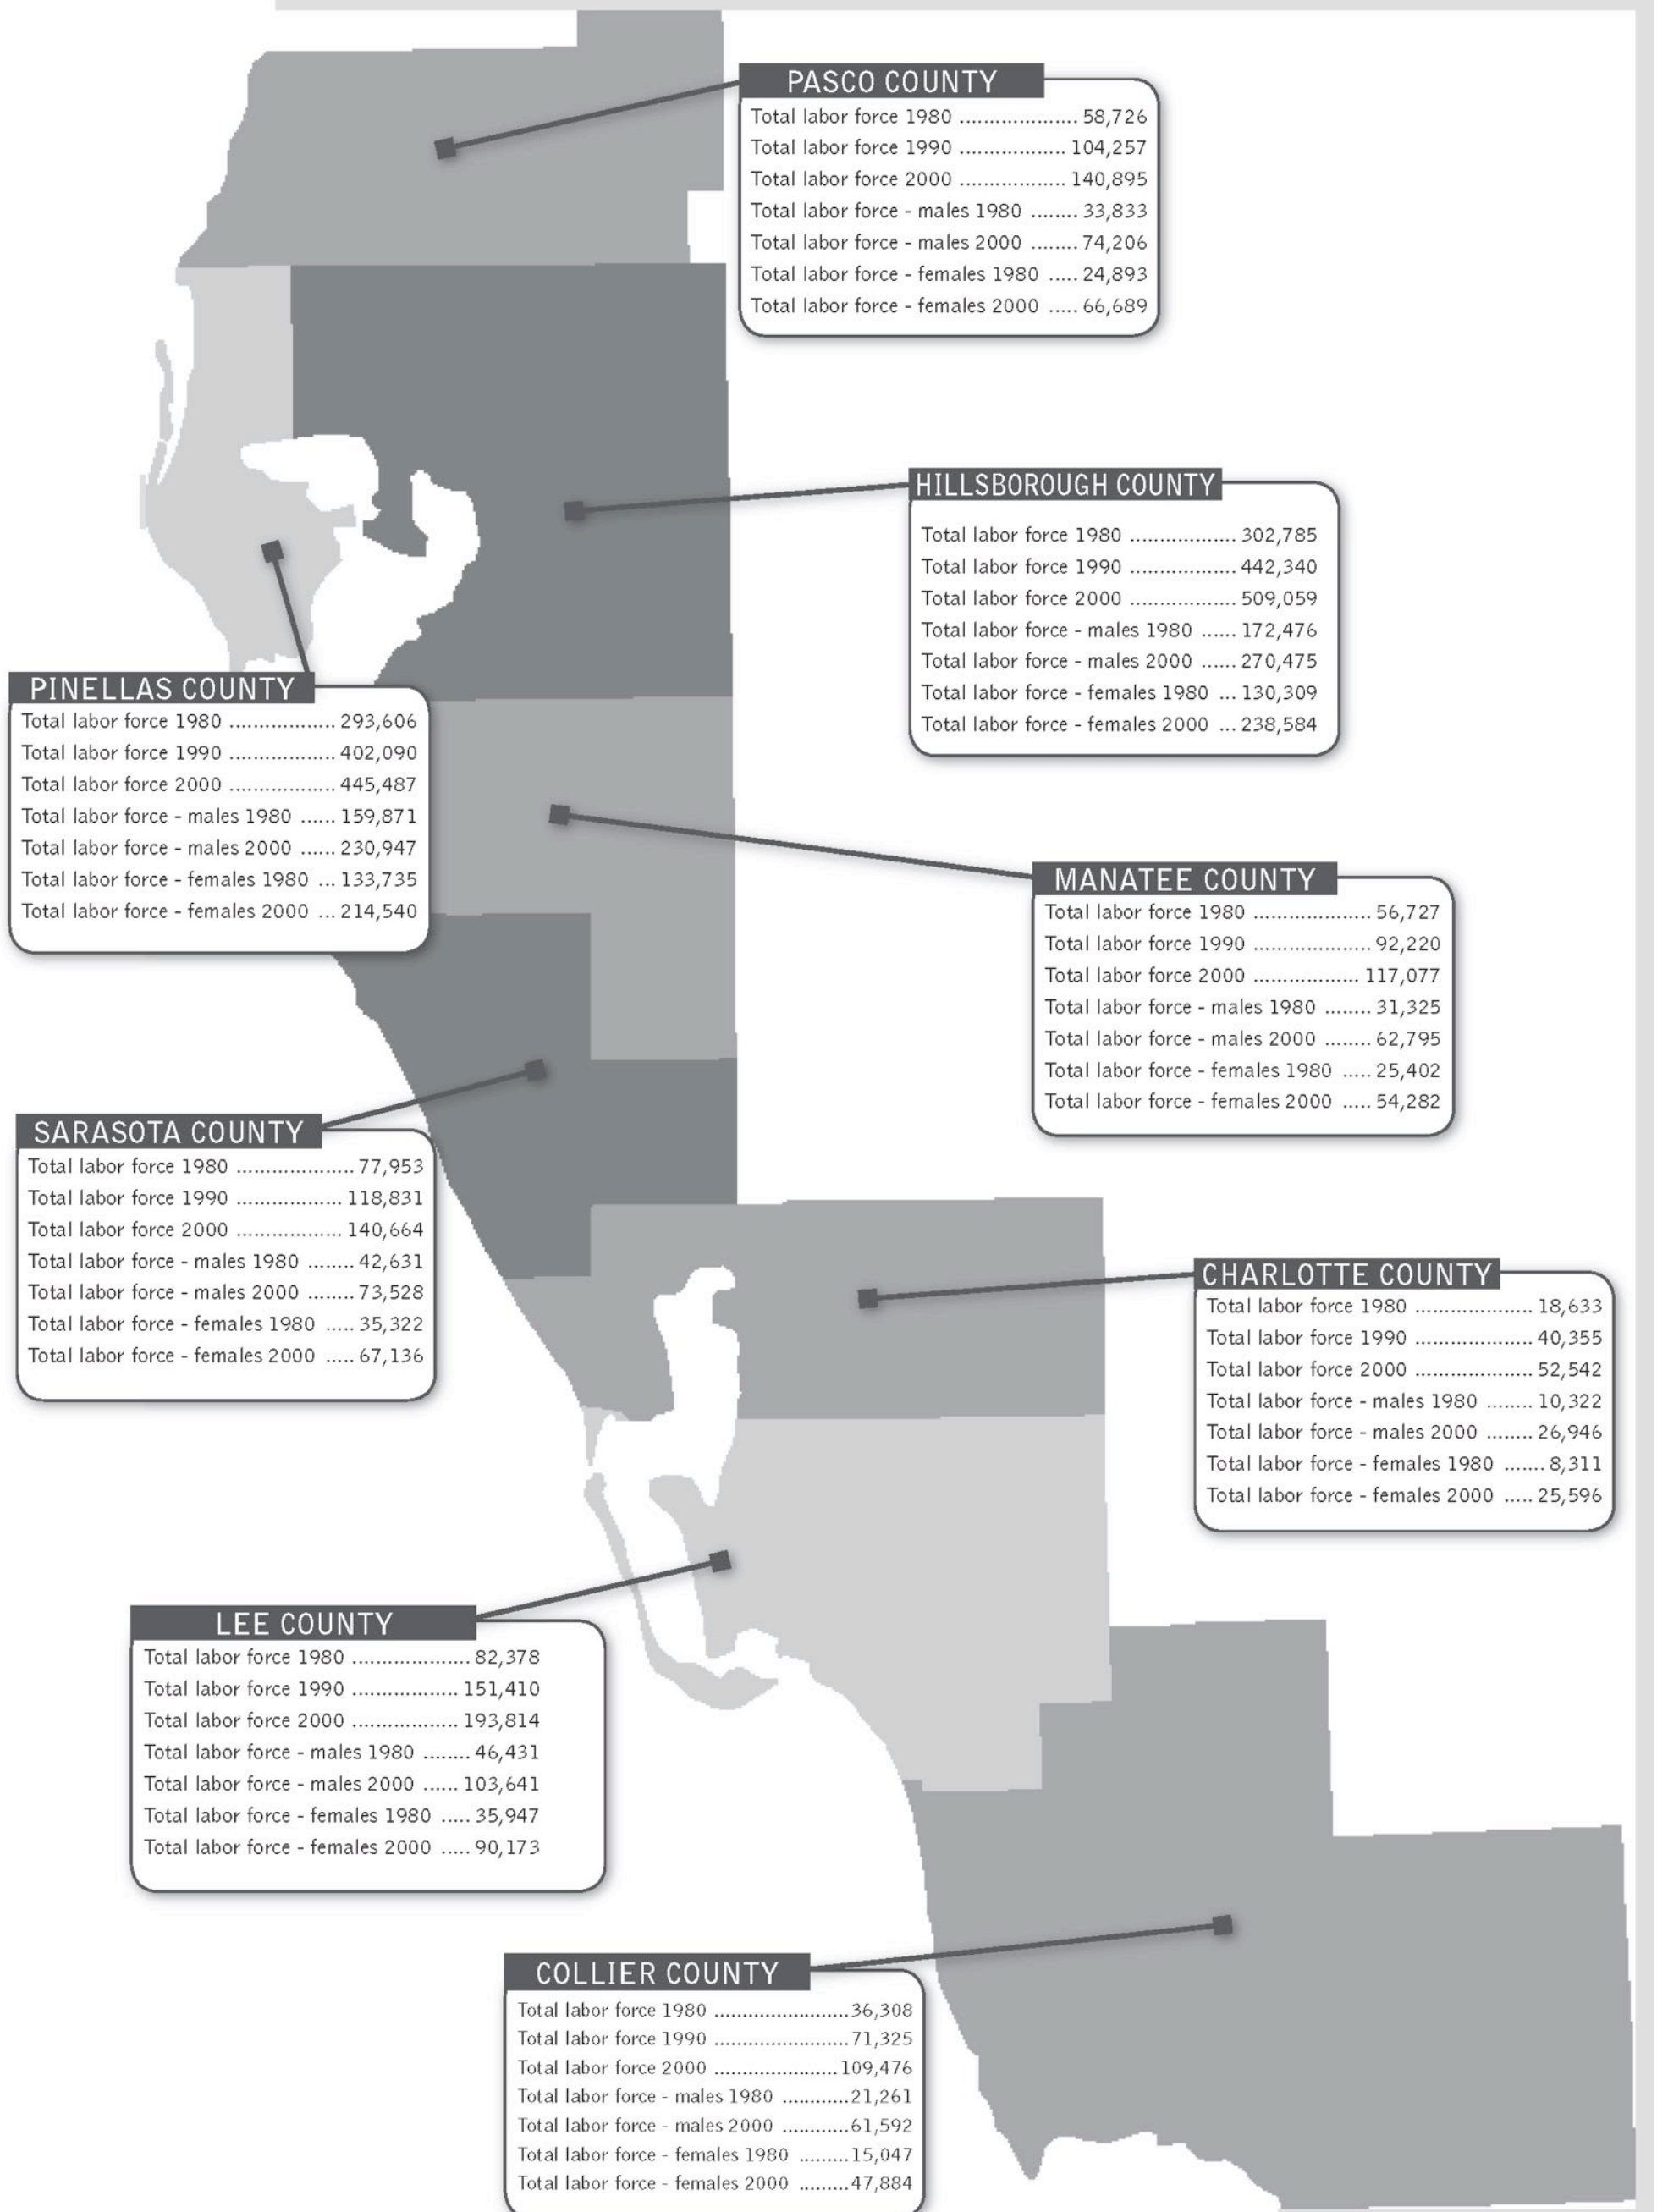 PASCO COUNTY
Total labor force 1980 .................... 58,726
Total labor force 1990 .................. 104,257
Total labor force 2000 .................. 140,895
Total labor force - males 1980 ........ 33,833
Total labor force - males 2000 ........ 74,206
Total labor force - females 1980 ..... 24,893
Total labor force - females 2000 ..... 66,689
HILLSBOROUGH COUNTY
Total labor force 1980 .................. 302,785
Total labor force 1990 .................. 442,340
Total labor force 2000 .................. 509,059
Total labor force - males 1980 ...... 172,476
Total labor force - males 2000 ...... 270,475
Total labor force - females 1980 ... 130,309
Total labor force - females 2000 ... 238,584
PINELLAS COUNTY
Total labor force 1980 .................. 293,606
Total labor force 1990 .................. 402,090
Total labor force 2000 .................. 445,487
Total labor force - males 1980 ...... 159,871
Total labor force - males 2000 ...... 230,947
Total labor force - females 1980 ... 133,735
Total labor force - females 2000 ... 214,540
MANATEE COUNTY
Total labor force 1980 .................... 56,727
Total labor force 1990 .................... 92,220
Total labor force 2000 .................. 117,077
Total labor force - males 1980 ........ 31,325
Total labor force - males 2000 ........ 62,795
Total labor force - females 1980 ..... 25,402
Total labor force - females 2000 ..... 54,282
SARASOTA COUNTY
Total labor force 1980 .................... 77,953
Total labor force 1990 .................. 118,831
Total labor force 2000 .................. 140,664
Total labor force - males 1980 ........ 42,631
Total labor force - males 2000 ........ 73,528
Total labor force - females 1980 ..... 35,322
Total labor force - females 2000 ..... 67,136
CHARLOTTE COUNTY
Total labor force 1980 .................... 18,633
Total labor force 1990 .................... 40,355
Total labor force 2000 .................... 52,542
Total labor force - males 1980 ........ 10,322
Total labor force - males 2000 ........ 26,946
Total labor force - females 1980 ....... 8,311
Total labor force - females 2000 ..... 25,596
LEE COUNTY
Total labor force 1980 .................... 82,378
Total labor force 1990 .................. 151,410
Total labor force 2000 .................. 193,814
Total labor force - males 1980 ........ 46,431
Total labor force - males 2000 ...... 103,641
Total labor force - females 1980 ..... 35,947
Total labor force - females 2000 ..... 90,173
COLLIER COUNTY
Total labor force 1980 .......................36,308
Total labor force 1990 .......................71,325
Total labor force 2000 .....................109,476
Total labor force - males 1980 ............21,261
Total labor force - males 2000 ............61,592
Total labor force - females 1980 .........15,047
Total labor force - females 2000 .........47,884